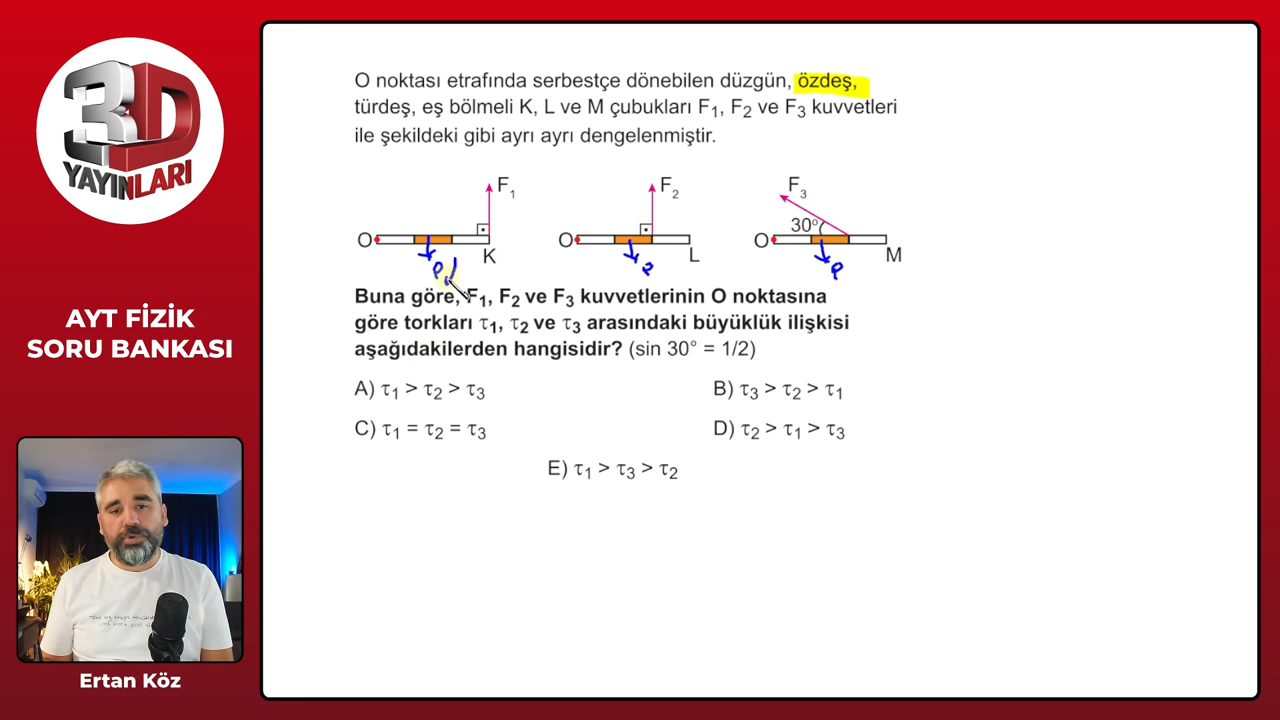 3D
YAYINLARI
AYT FİZİK
SORU BANKASI
Ertan Köz
O noktası etrafında serbestçe dönebilen düzgün, özdeş,
türdeş, eş bölmeli K, L ve M çubukları F₁, F₂ ve F₃ kuvvetleri
ile şekildeki gibi ayrı ayrı dengelenmiştir.
F₁ F₂ F₃
30°
O K O L O M
P P
Buna göre, F₁, F₂ ve F₃ kuvvetlerinin O noktasına
göre torkları τ₁, τ₂ ve τ₃ arasındaki büyüklük ilişkisi
aşağıdakilerden hangisidir? (sin 30° = 1/2)
A) τ₁ > τ₂ > τ₃ B) τ₃ > τ₂ > τ₁
C) τ₁ = τ₂ = τ₃ D) τ₂ > τ₁ > τ₃
E) τ₁ > τ₃ > τ₂